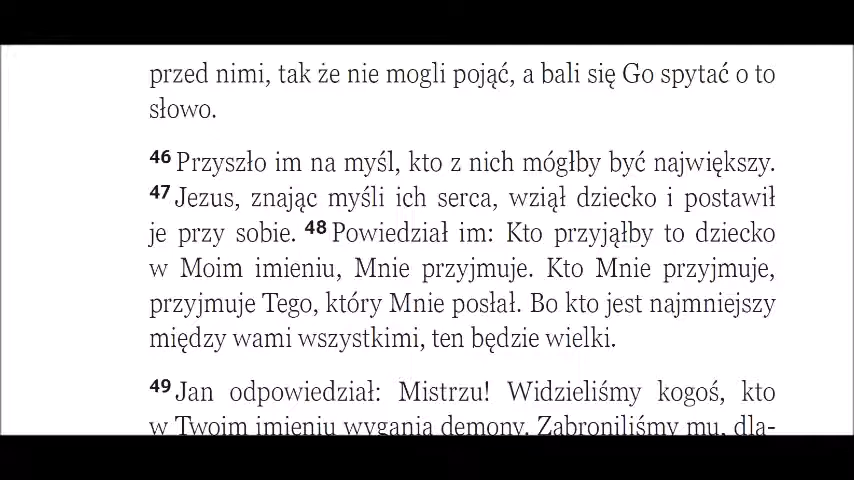 przed nimi, tak że nie mogli pojąć, a bali się Go spytać o to
słowo.
46 Przyszło im na myśl, kto z nich mógłby być największy.
47 Jezus, znając myśli ich serca, wziął dziecko i postawił
je przy sobie. 48 Powiedział im: Kto przyjąłby to dziecko
w Moim imieniu, Mnie przyjmuje. Kto Mnie przyjmuje,
przyjmuje Tego, który Mnie posłał. Bo kto jest najmniejszy
między wami wszystkimi, ten będzie wielki.
49 Jan odpowiedział: Mistrzu! Widzieliśmy kogoś, kto
w Twoim imieniu wygania demony. Zabroniliśmy mu, dla-